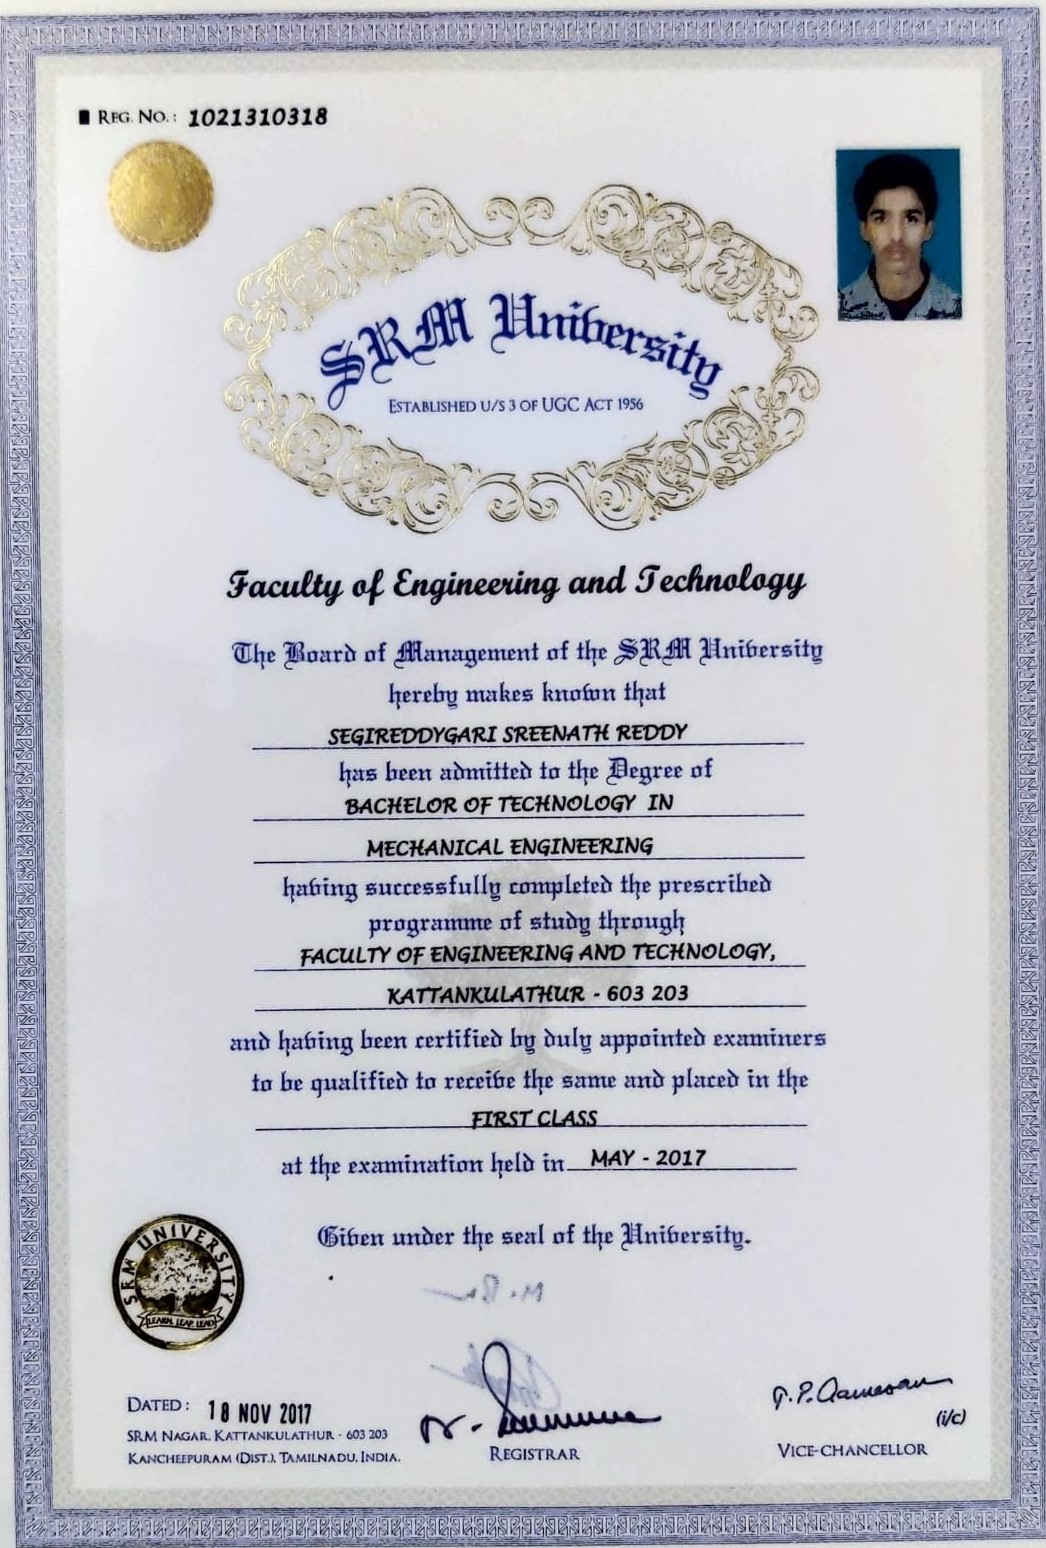 REG. NO.: 1021310318
SRM University
ESTABLISHED U/S 3 OF UGC ACT 1956
Faculty of Engineering and Technology
The Board of Management of the SRM University
hereby makes known that
SEGIREDDYGARI SREENATH REDDY
has been admitted to the Degree of
BACHELOR OF TECHNOLOGY IN
MECHANICAL ENGINEERING
having successfully completed the prescribed
programme of study through
FACULTY OF ENGINEERING AND TECHNOLOGY,
KATTANKULATHUR - 603 203
and having been certified by duly appointed examiners
to be qualified to receive the same and placed in the
FIRST CLASS
at the examination held in MAY - 2017
Given under the seal of the University.
SRM UNIVERSITY
LEARN. LEAP. LEAD
DATED: 18 NOV 2017
SRM NAGAR, KATTANKULATHUR - 603 203
KANCHEEPURAM (DIST.), TAMILNADU, INDIA.
REGISTRAR
(i/c)
VICE-CHANCELLOR